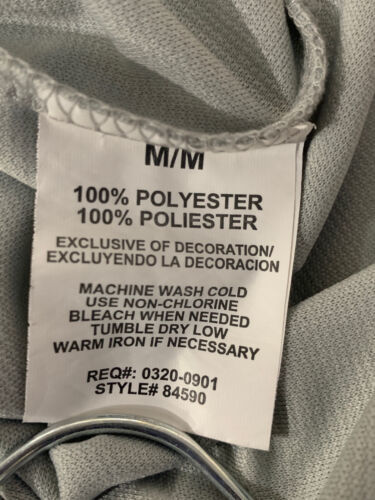 M/M
100% POLYESTER
100% POLIESTER
EXCLUSIVE OF DECORATION/
EXCLUYENDO LA DECORACION
MACHINE WASH COLD
USE NON-CHLORINE
BLEACH WHEN NEEDED
TUMBLE DRY LOW
WARM IRON IF NECESSARY
REQ#: 0320-0901
STYLE# 84590